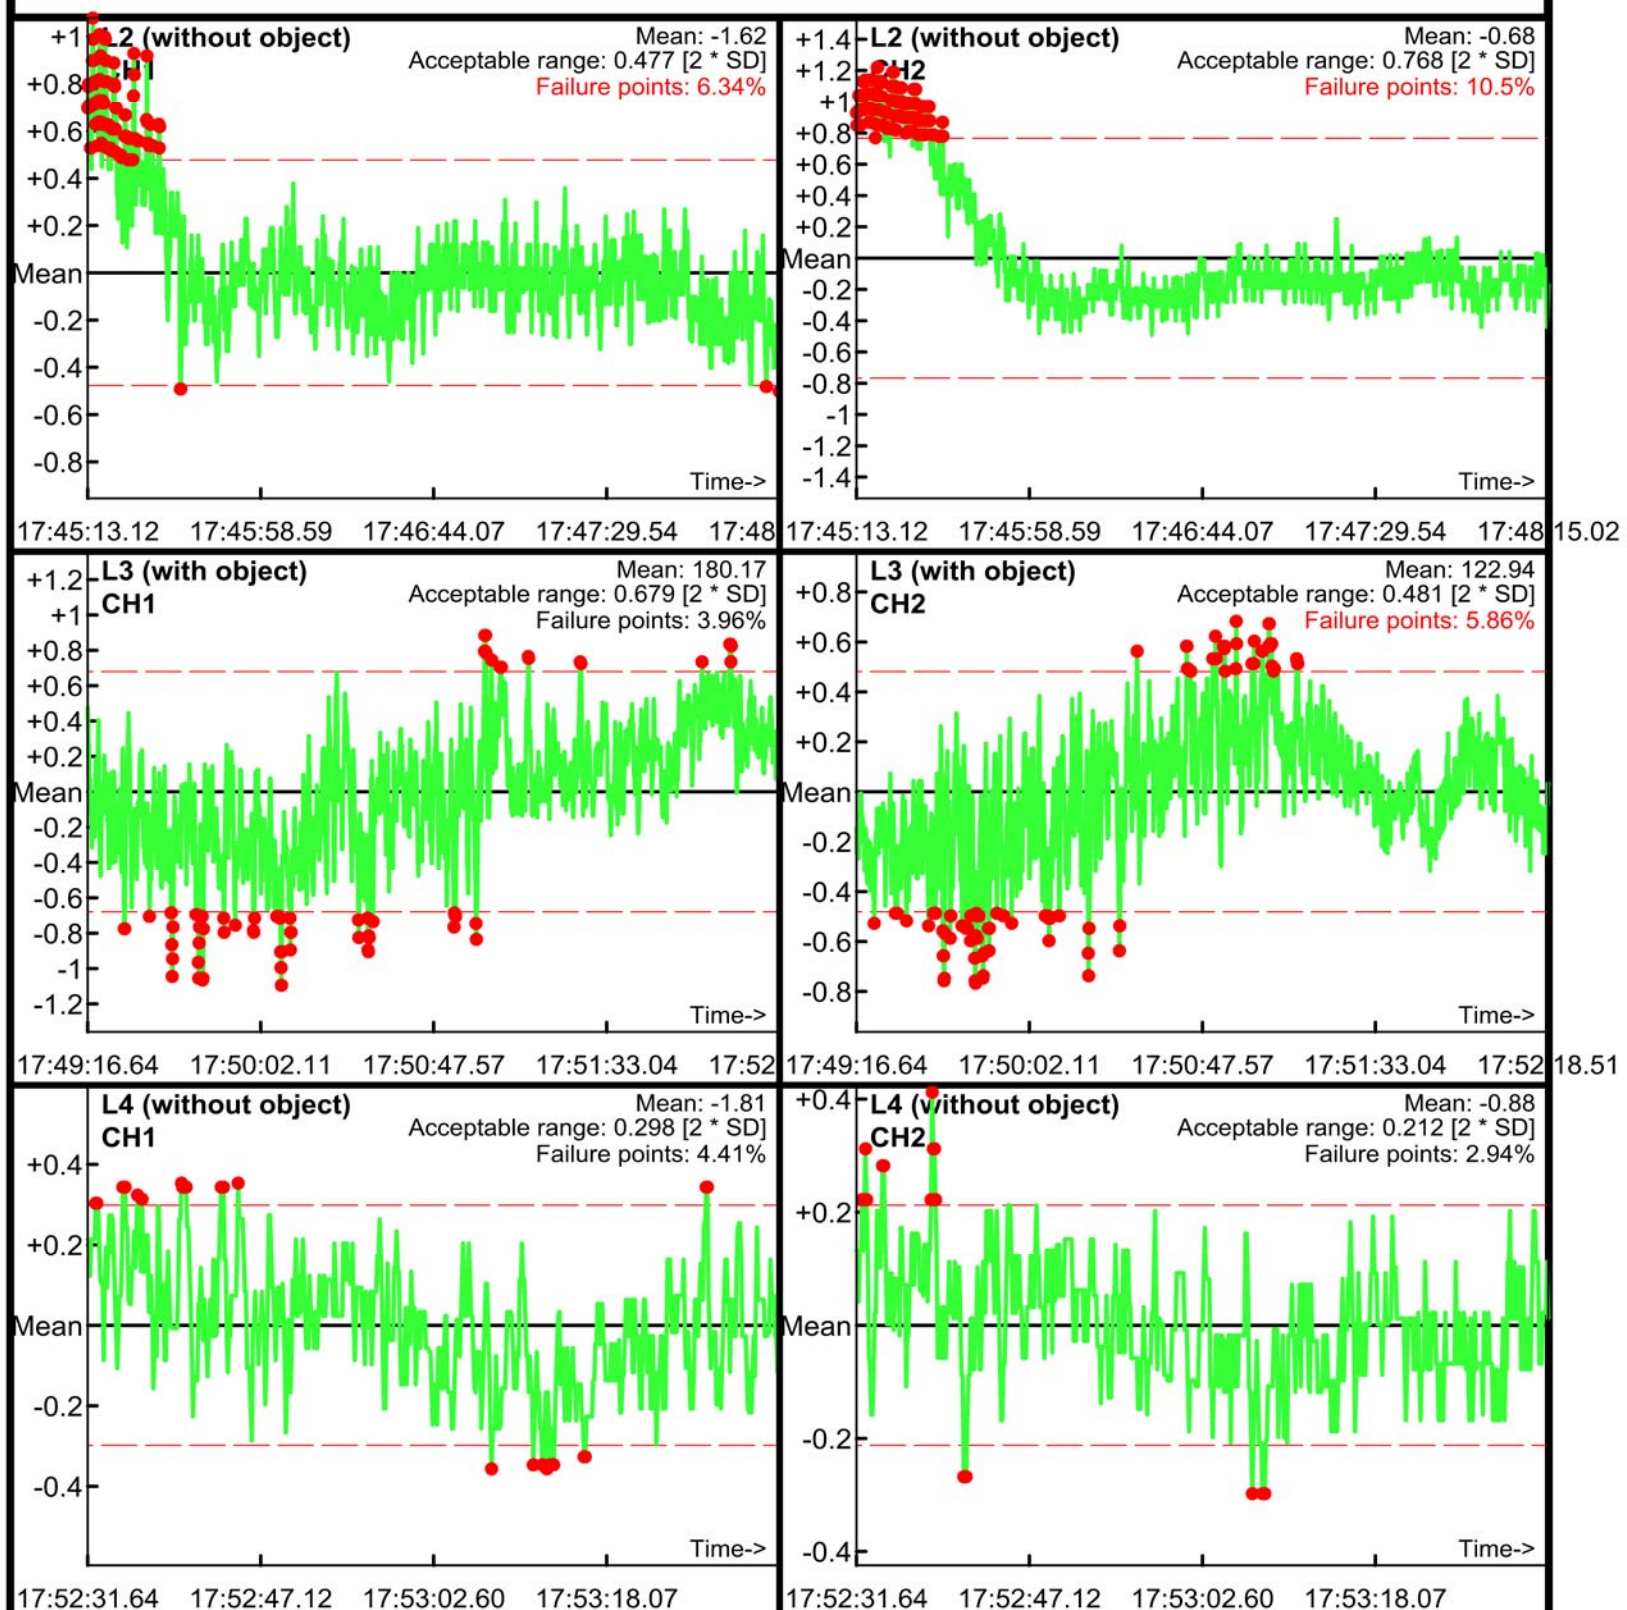 L2 (without object)
CH1
Mean: -1.62
Acceptable range: 0.477 [2 * SD]
Failure points: 6.34%
+1
+0.8
+0.6
+0.4
+0.2
Mean
-0.2
-0.4
-0.6
-0.8
Time->
17:45:13.12 17:45:58.59 17:46:44.07 17:47:29.54 17:48
L2 (without object)
CH2
Mean: -0.68
Acceptable range: 0.768 [2 * SD]
Failure points: 10.5%
+1.4
+1.2
+1
+0.8
+0.6
+0.4
+0.2
Mean
-0.2
-0.4
-0.6
-0.8
-1
-1.2
-1.4
Time->
17:45:13.12 17:45:58.59 17:46:44.07 17:47:29.54 17:48:15.02
L3 (with object)
CH1
Mean: 180.17
Acceptable range: 0.679 [2 * SD]
Failure points: 3.96%
+1.2
+1
+0.8
+0.6
+0.4
+0.2
Mean
-0.2
-0.4
-0.6
-0.8
-1
-1.2
Time->
17:49:16.64 17:50:02.11 17:50:47.57 17:51:33.04 17:52
L3 (with object)
CH2
Mean: 122.94
Acceptable range: 0.481 [2 * SD]
Failure points: 5.86%
+0.8
+0.6
+0.4
+0.2
Mean
-0.2
-0.4
-0.6
-0.8
Time->
17:49:16.64 17:50:02.11 17:50:47.57 17:51:33.04 17:52:18.51
L4 (without object)
CH1
Mean: -1.81
Acceptable range: 0.298 [2 * SD]
Failure points: 4.41%
+0.4
+0.2
Mean
-0.2
-0.4
Time->
17:52:31.64 17:52:47.12 17:53:02.60 17:53:18.07
L4 (without object)
CH2
Mean: -0.88
Acceptable range: 0.212 [2 * SD]
Failure points: 2.94%
+0.4
+0.2
Mean
-0.2
-0.4
Time->
17:52:31.64 17:52:47.12 17:53:02.60 17:53:18.07